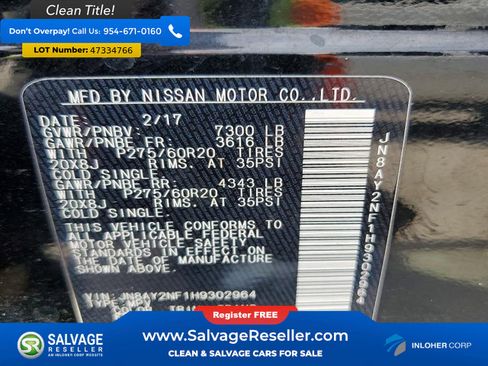 Clean Title!
Don't Overpay! Call Us: 954-671-0160
LOT Number: 47334766
MFD BY NISSAN MOTOR CO.,LTD.
DATE: 2/17
GVWR/PNBV: 7300 LB
GAWR/PNBE FR: 3616 LB
WITH P275/60R20 TIRES
20X8J RIMS. AT 35PSI
COLD SINGLE.
GAWR/PNBE RR: 4343 LB
WITH P275/60R20 TIRES
20X8J RIMS. AT 35PSI
COLD SINGLE.
THIS VEHICLE CONFORMS TO
ALL APPLICABLE FEDERAL
MOTOR VEHICLE SAFETY
STANDARDS IN EFFECT ON
THE DATE OF MANUFACTURE
SHOWN ABOVE.
VIN: JN8AY2NF1H9302964
JN8AY2NF1H9302964
Register FREE!
SALVAGE
RESELLER
AN INLOHER CORP WEBSITE
www.SalvageReseller.com
CLEAN & SALVAGE CARS FOR SALE
INLOHER CORP